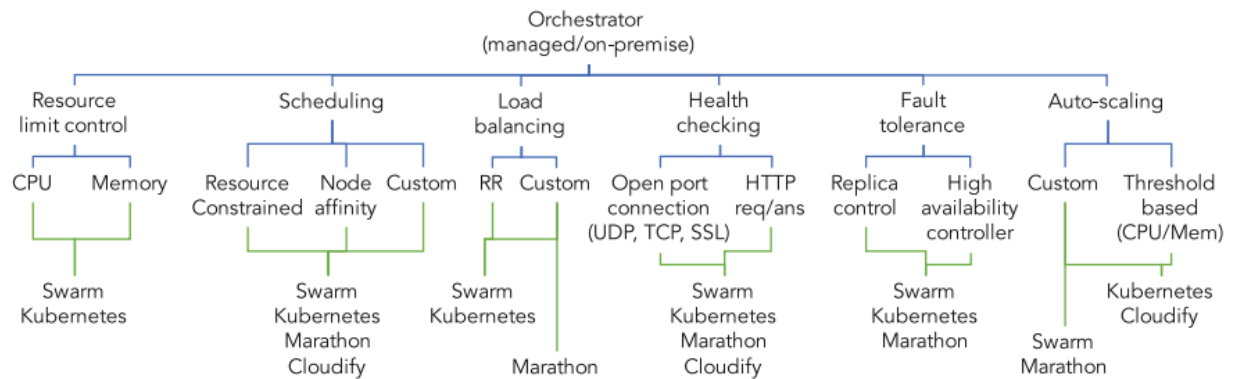 Orchestrator
(managed/on-premise)
Resource
limit control
Scheduling
Load
balancing
Health
checking
Fault
tolerance
Auto-scaling
CPU
Memory
Resource
Constrained
Node
affinity
Custom
RR
Custom
Open port
connection
(UDP, TCP, SSL)
HTTP
req/ans
Replica
control
High
availability
controller
Custom
Threshold
based
(CPU/Mem)
Swarm
Kubernetes
Swarm
Kubernetes
Marathon
Cloudify
Swarm
Kubernetes
Marathon
Swarm
Kubernetes
Marathon
Cloudify
Swarm
Kubernetes
Marathon
Swarm
Marathon
Kubernetes
Cloudify